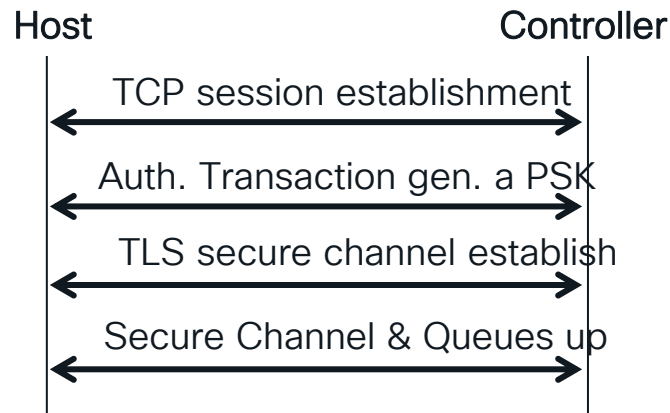 Host
Controller
TCP session establishment
Auth. Transaction gen. a PSK
TLS secure channel establish
Secure Channel & Queues up